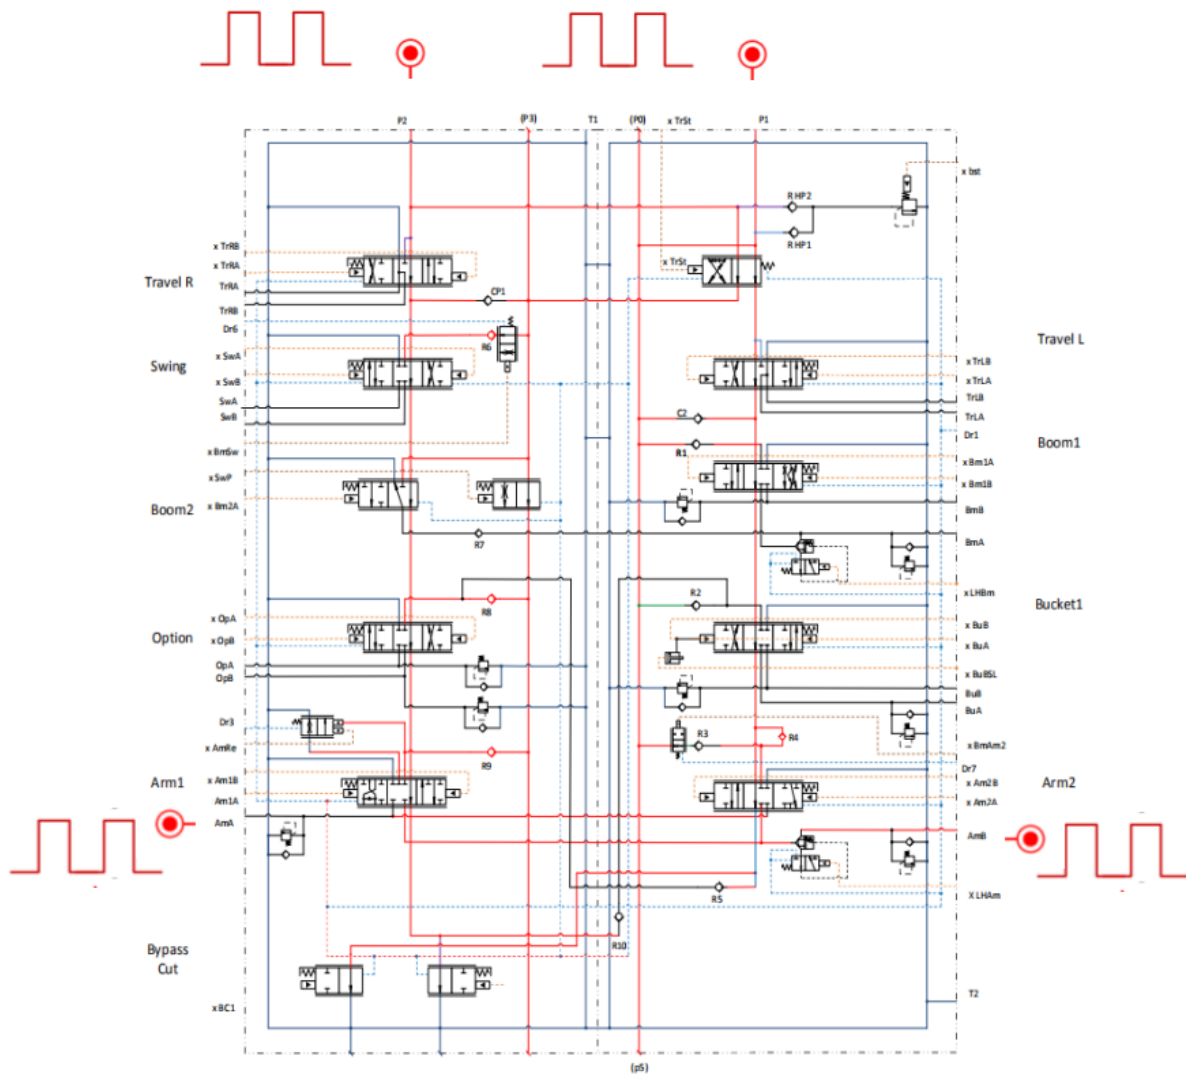 P2
(P3)
T1
(P0)
x TrSt
P1
x bst
R HP2
R HP1
x TrRB
x TrRA
Travel R
TrRA
TrRB
x TrSt
CP1
Dr6
R6
Swing
x SwA
x SwB
SwA
SwB
Travel L
x TrLB
x TrLA
TrLB
TrLA
C2
Dr1
Boom1
R1
x BmSw
x Bm1A
x SwP
x Bm1B
Boom2
x Bm2A
BmB
R7
BmA
x LHBm
R2
Bucket1
R8
x OpA
x BuB
Option
x OpB
x BuA
OpA
x BuBSL
OpB
BuB
BuA
Dr3
R3
R4
x AmRe
x BmAm2
R9
Dr7
Arm1
x Am1B
x Am2B
Arm2
Am1A
x Am2A
AmA
AmB
R5
X LHAm
R10
Bypass
Cut
T2
x BC1
(p5)